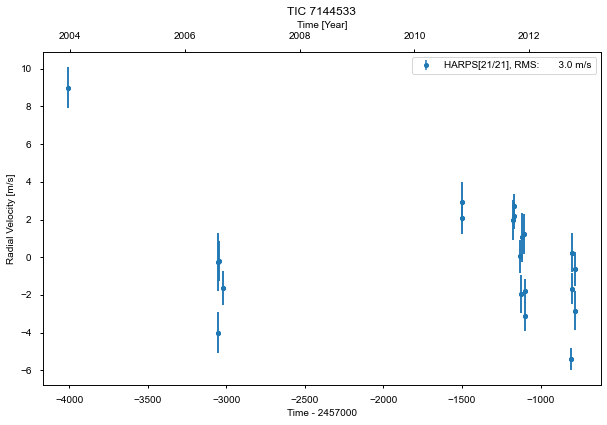 TIC 7144533
Time [Year]
2004 2006 2008 2010 2012
HARPS[21/21], RMS: 3.0 m/s
10
8
6
4
2
0
−2
−4
−6
Radial Velocity [m/s]
−4000 −3500 −3000 −2500 −2000 −1500 −1000
Time - 2457000